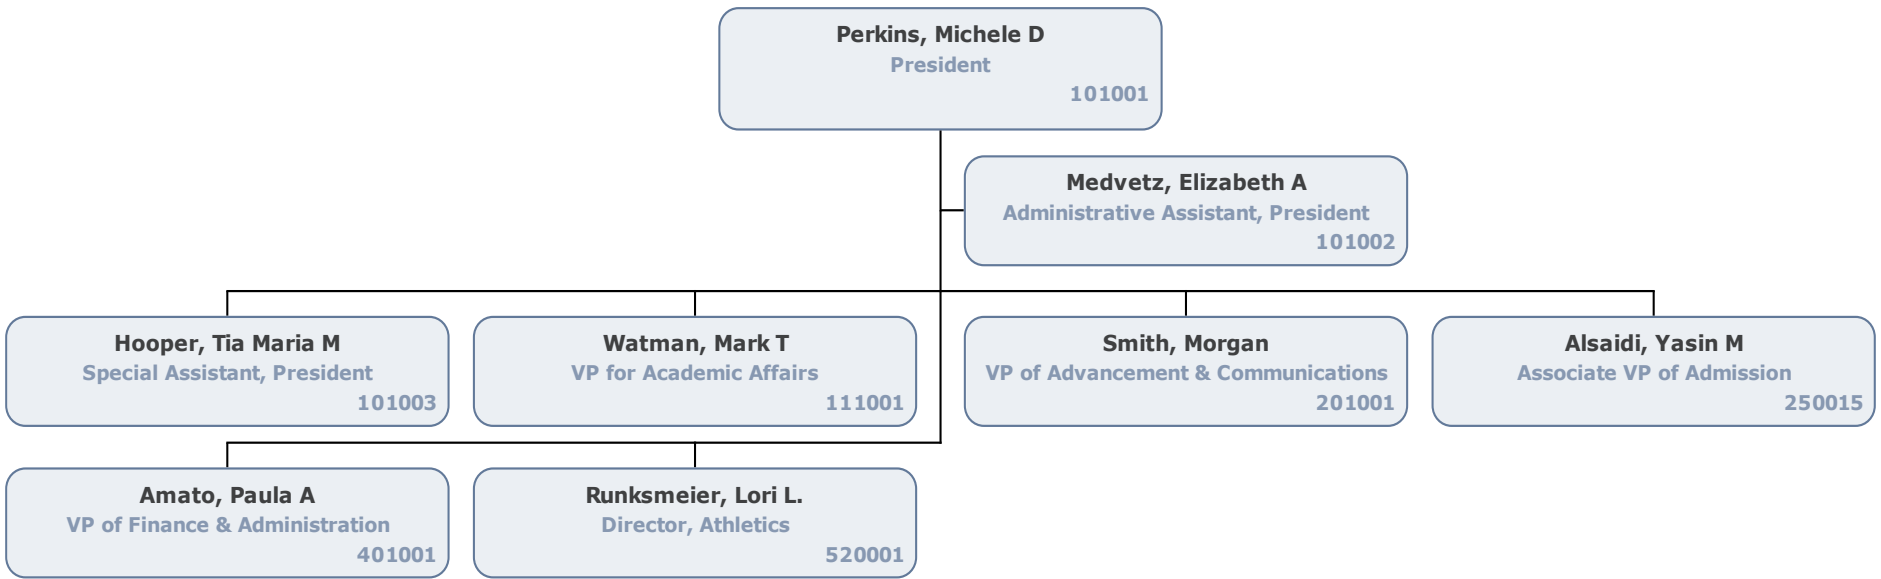 Perkins, Michele D
President
101001
Medvetz, Elizabeth A
Administrative Assistant, President
101002
Hooper, Tia Maria M
Special Assistant, President
101003
Watman, Mark T
VP for Academic Affairs
111001
Smith, Morgan
VP of Advancement & Communications
201001
Alsaidi, Yasin M
Associate VP of Admission
250015
Amato, Paula A
VP of Finance & Administration
401001
Runksmeier, Lori L.
Director, Athletics
520001